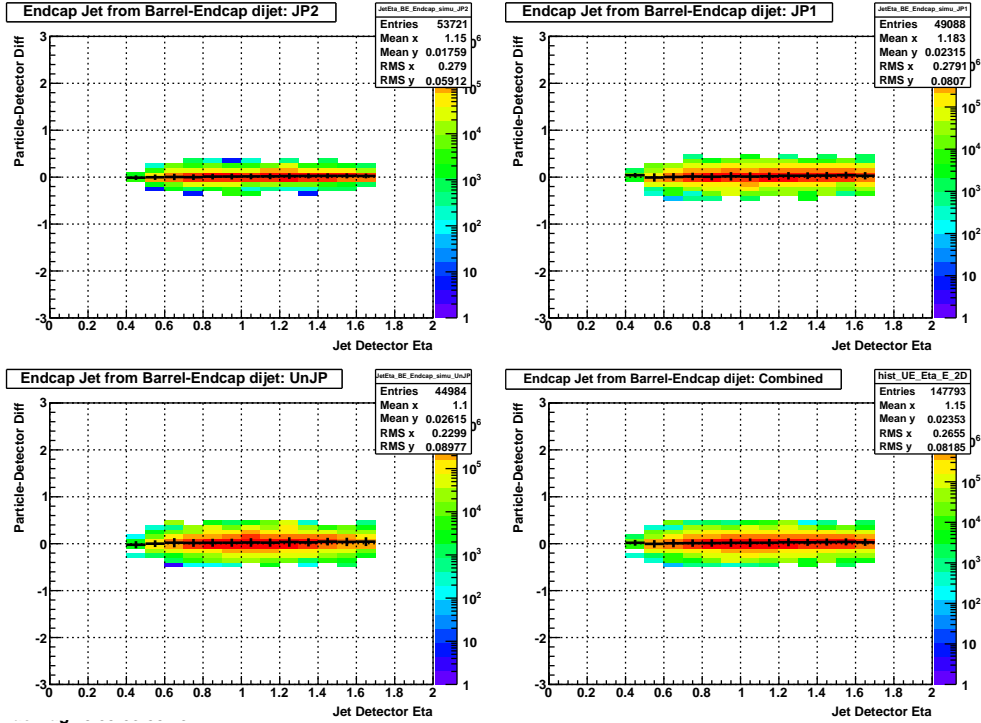 Endcap Jet from Barrel-Endcap dijet: JP2
JetEta_BE_Endcap_simu_JP2
Entries 53721
Mean x 1.15
Mean y 0.01759
RMS x 0.279
RMS y 0.05912
Particle-Detector Diff
3
2
1
0
-1
-2
-3
0 0.2 0.4 0.6 0.8 1 1.2 1.4 1.6 1.8 2
Jet Detector Eta
10^5
10^4
10^3
10^2
10
1
Endcap Jet from Barrel-Endcap dijet: JP1
JetEta_BE_Endcap_simu_JP1
Entries 49088
Mean x 1.183
Mean y 0.02315
RMS x 0.2791
RMS y 0.0807
Particle-Detector Diff
3
2
1
0
-1
-2
-3
0 0.2 0.4 0.6 0.8 1 1.2 1.4 1.6 1.8 2
Jet Detector Eta
10^5
10^4
10^3
10^2
10
1
Endcap Jet from Barrel-Endcap dijet: UnJP
JetEta_BE_Endcap_simu_UnJP
Entries 44984
Mean x 1.1
Mean y 0.02615
RMS x 0.2299
RMS y 0.08977
Particle-Detector Diff
3
2
1
0
-1
-2
-3
0 0.2 0.4 0.6 0.8 1 1.2 1.4 1.6 1.8 2
Jet Detector Eta
10^5
10^4
10^3
10^2
10
1
Endcap Jet from Barrel-Endcap dijet: Combined
hist_UE_Eta_E_2D
Entries 147793
Mean x 1.15
Mean y 0.02353
RMS x 0.2655
RMS y 0.08185
Particle-Detector Diff
3
2
1
0
-1
-2
-3
0 0.2 0.4 0.6 0.8 1 1.2 1.4 1.6 1.8 2
Jet Detector Eta
10^5
10^4
10^3
10^2
10
1